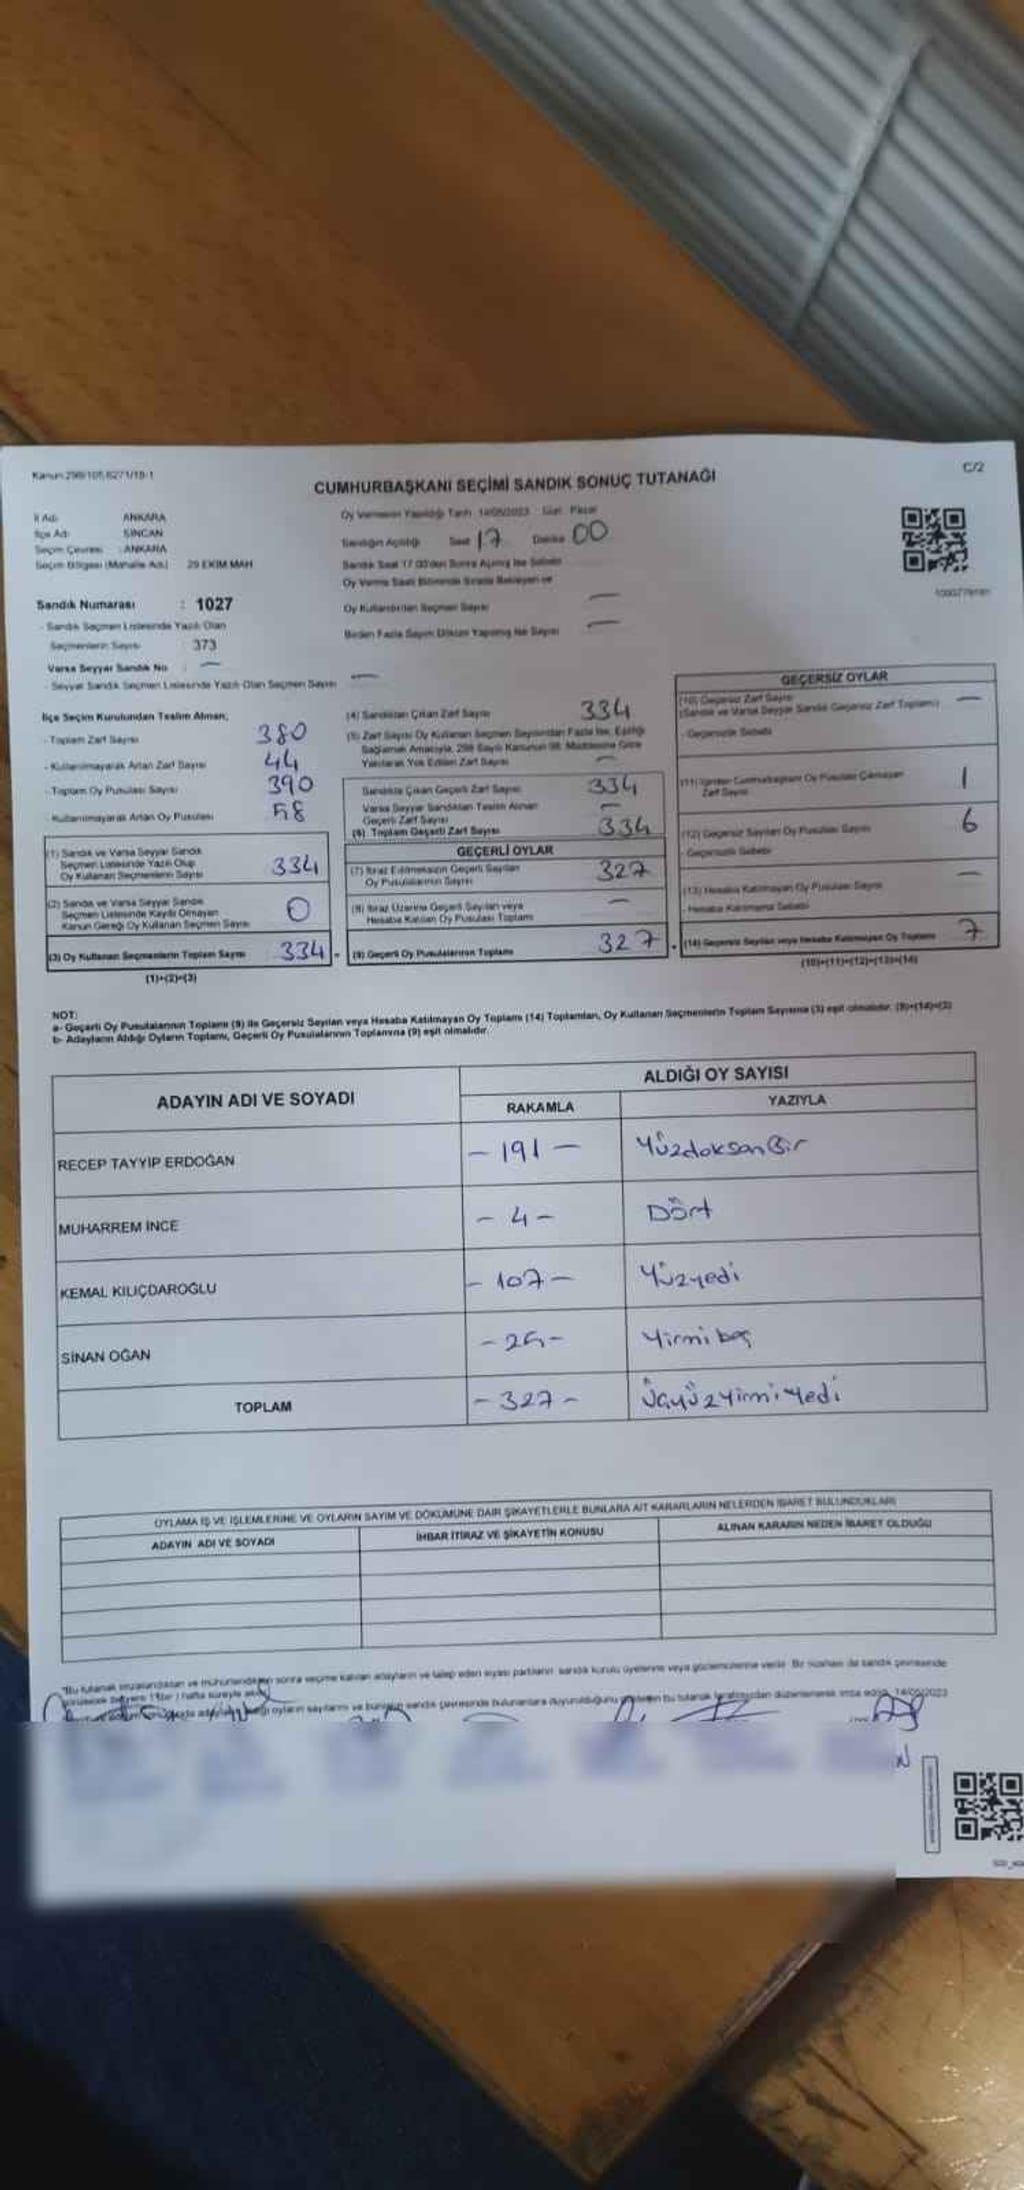 Kanun:298/105,6271/18-1
C/2
CUMHURBAŞKANI SEÇİMİ SANDIK SONUÇ TUTANAĞI
İl Adı ANKARA
İlçe Adı SİNCAN
Seçim Çevresi : ANKARA
Seçim Bölgesi (Mahalle Adı) 29 EKİM MAH
Sandık Numarası : 1027
- Sandık Seçmen Listesinde Yazılı Olan
Seçmenlerin Sayısı 373
Varsa Seyyar Sandık No : —
- Seyyar Sandık Seçmen Listesinde Yazılı Olan Seçmen Sayısı —
Oy Vermenin Yapıldığı Tarih 14/05/2023 Gün Pazar
Sandığın Açıldığı Saat 17 Dakika 00
Sandık Saat 17.00'den Sonra Açılmış İse Sebebi
Oy Verme Saati Bitiminde Sırada Bekleyen ve
Oy Kullandırılan Seçmen Sayısı —
Birden Fazla Sayım Döküm Yapılmış İse Sayısı —
İlçe Seçim Kurulundan Teslim Alınan;
- Toplam Zarf Sayısı 380
- Kullanılmayarak Artan Zarf Sayısı 44
- Toplam Oy Pusulası Sayısı 390
- Kullanılmayarak Artan Oy Pusulası 58
(1) Sandık ve Varsa Seyyar Sandık
Seçmen Listesinde Yazılı Olup
Oy Kullanan Seçmenlerin Sayısı 334
(2) Sandık ve Varsa Seyyar Sandık
Seçmen Listesinde Kaydı Olmayan
Kanun Gereği Oy Kullanan Seçmen Sayısı 0
(3) Oy Kullanan Seçmenlerin Toplam Sayısı 334
(1)+(2)=(3)
(4) Sandıktan Çıkan Zarf Sayısı 334
(5) Zarf Sayısı Oy Kullanan Seçmen Sayısından Fazla İse, Eşitliği
Sağlamak Amacıyla, 298 Sayılı Kanunun 98. Maddesine Göre
Yakılarak Yok Edilen Zarf Sayısı —
Sandıkta Çıkan Geçerli Zarf Sayısı 334
Varsa Seyyar Sandıktan Teslim Alınan
Geçerli Zarf Sayısı —
(6) Toplam Geçerli Zarf Sayısı 334
GEÇERLİ OYLAR
(7) İtiraz Edilmeksizin Geçerli Sayılan
Oy Pusulalarının Sayısı 327
(8) İtiraz Üzerine Geçerli Sayılan veya
Hesaba Katılan Oy Pusulası Toplamı —
(9) Geçerli Oy Pusulalarının Toplamı 327
GEÇERSİZ OYLAR
(10) Geçersiz Zarf Sayısı
(Sandık ve Varsa Seyyar Sandık Geçersiz Zarf Toplamı) —
- Geçersizlik Sebebi
(11) İçinden Cumhurbaşkanı Oy Pusulası Çıkmayan
Zarf Sayısı 1
(12) Geçersiz Sayılan Oy Pusulası Sayısı 6
- Geçersizlik Sebebi
(13) Hesaba Katılmayan Oy Pusulası Sayısı —
- Hesaba Katılmama Sebebi
(14) Geçersiz Sayılan veya Hesaba Katılmayan Oy Toplamı 7
(10)+(11)+(12)+(13)=(14)
NOT:
a- Geçerli Oy Pusulalarının Toplamı (9) ile Geçersiz Sayılan veya Hesaba Katılmayan Oy Toplamı (14) Toplamları, Oy Kullanan Seçmenlerin Toplam Sayısına (3) eşit olmalıdır. (9)+(14)=(3)
b- Adayların Aldığı Oyların Toplamı, Geçerli Oy Pusulalarının Toplamına (9) eşit olmalıdır.
ADAYIN ADI VE SOYADI
ALDIĞI OY SAYISI
RAKAMLA YAZIYLA
RECEP TAYYİP ERDOĞAN - 191 - YüzdoksanBir
MUHARREM İNCE - 4 - Dört
KEMAL KILIÇDAROĞLU - 107 - Yüzyedi
SİNAN OĞAN - 25 - Yirmibeş
TOPLAM - 327 - Üçyüzyirmiyedi
OYLAMA İŞ VE İŞLEMLERİNE VE OYLARIN SAYIM VE DÖKÜMÜNE DAİR ŞİKAYETLERLE BUNLARA AİT KARARLARIN NELERDEN İBARET BULUNDUKLARI
ADAYIN ADI VE SOYADI İHBAR İTİRAZ VE ŞİKAYETİN KONUSU ALINAN KARARIN NEDEN İBARET OLDUĞU
"Bu tutanak imzalandıktan ve mühürlendikten sonra seçime katılan adayların ve talep eden siyasi partilerin sandık kurulu üyelerine veya gözlemcilerine verilir. Bir nüshası da sandık çevresinde
oyların sayılarını ve bunların sandık çevresinde bulunanlara duyurulduğunu bu tutanak tarafımızdan düzenlenerek imza edildi. 14/05/2023